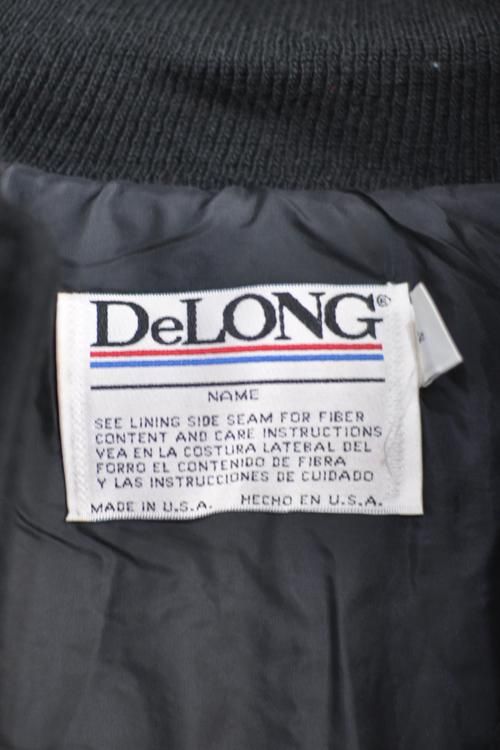 DeLONG®
NAME
SEE LINING SIDE SEAM FOR FIBER
CONTENT AND CARE INSTRUCTIONS
VEA EN LA COSTURA LATERAL DEL
FORRO EL CONTENIDO DE FIBRA
Y LAS INSTRUCCIONES DE CUIDADO
MADE IN U.S.A. HECHO EN U.S.A.